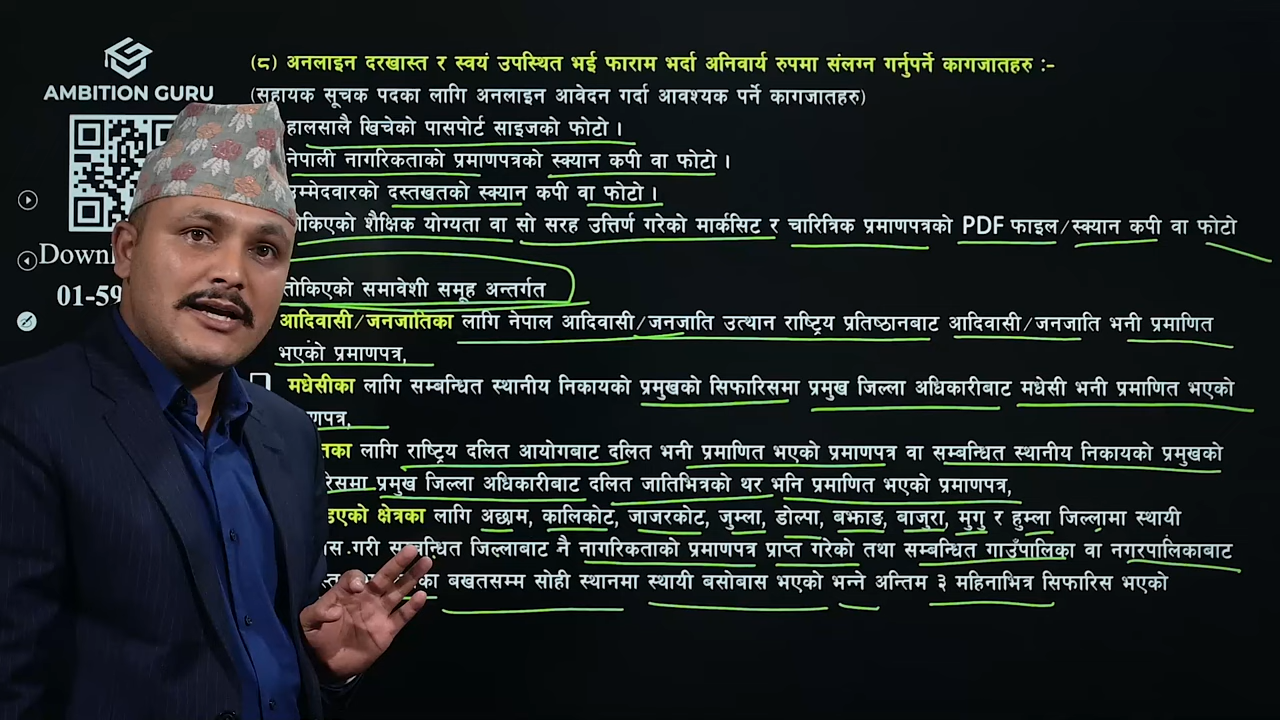 AMBITION GURU
(८) अनलाइन दरखास्त र स्वयं उपस्थित भई फाराम भर्दा अनिवार्य रुपमा संलग्न गर्नुपर्ने कागजातहरु :-
(सहायक सूचक पदका लागि अनलाइन आवेदन गर्दा आवश्यक पर्ने कागजातहरु)
हालसालै खिचेको पासपोर्ट साइजको फोटो ।
नेपाली नागरिकताको प्रमाणपत्रको स्क्यान कपी वा फोटो ।
उम्मेदवारको दस्तखतको स्क्यान कपी वा फोटो ।
शैक्षिक योग्यता वा सो सरह उत्तिर्ण गरेको मार्कसिट र चारित्रिक प्रमाणपत्रको PDF फाइल/स्क्यान कपी वा फोटो
01-59
तोकिएको समावेशी समूह अन्तर्गत
आदिवासी/जनजातिका लागि नेपाल आदिवासी/जनजाति उत्थान राष्ट्रिय प्रतिष्ठानबाट आदिवासी/जनजाति भनी प्रमाणित
भएको प्रमाणपत्र,
मधेसीका लागि सम्बन्धित स्थानीय निकायको प्रमुखको सिफारिसमा प्रमुख जिल्ला अधिकारीबाट मधेसी भनी प्रमाणित भएको
लागि राष्ट्रिय दलित आयोगबाट दलित भनी प्रमाणित भएको प्रमाणपत्र वा सम्बन्धित स्थानीय निकायको प्रमुखको
प्रमुख जिल्ला अधिकारीबाट दलित जातिभित्रको थर भनि प्रमाणित भएको प्रमाणपत्र,
क्षेत्रका लागि अछाम, कालिकोट, जाजरकोट, जुम्ला, डोल्पा, बझाङ, बाजुरा, मुगु र हुम्ला जिल्लामा स्थायी
गरी सम्बन्धित जिल्लाबाट नै नागरिकताको प्रमाणपत्र प्राप्त गरेको तथा सम्बन्धित गाउँपालिका वा नगरपालिकाबाट
बखतसम्म सोही स्थानमा स्थायी बसोबास भएको भन्ने अन्तिम ३ महिनाभित्र सिफारिस भएको